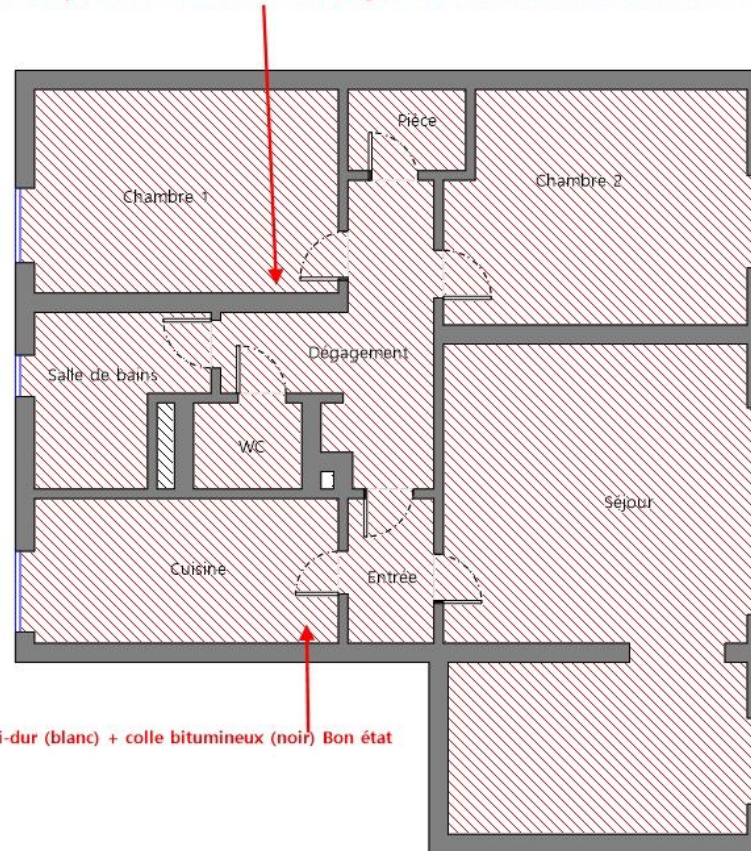 Pièce
Chambre 1
Chambre 2
Dégagement
Salle de bains
WC
Séjour
Cuisine
Entrée
i-dur (blanc) + colle bitumineux (noir) Bon état